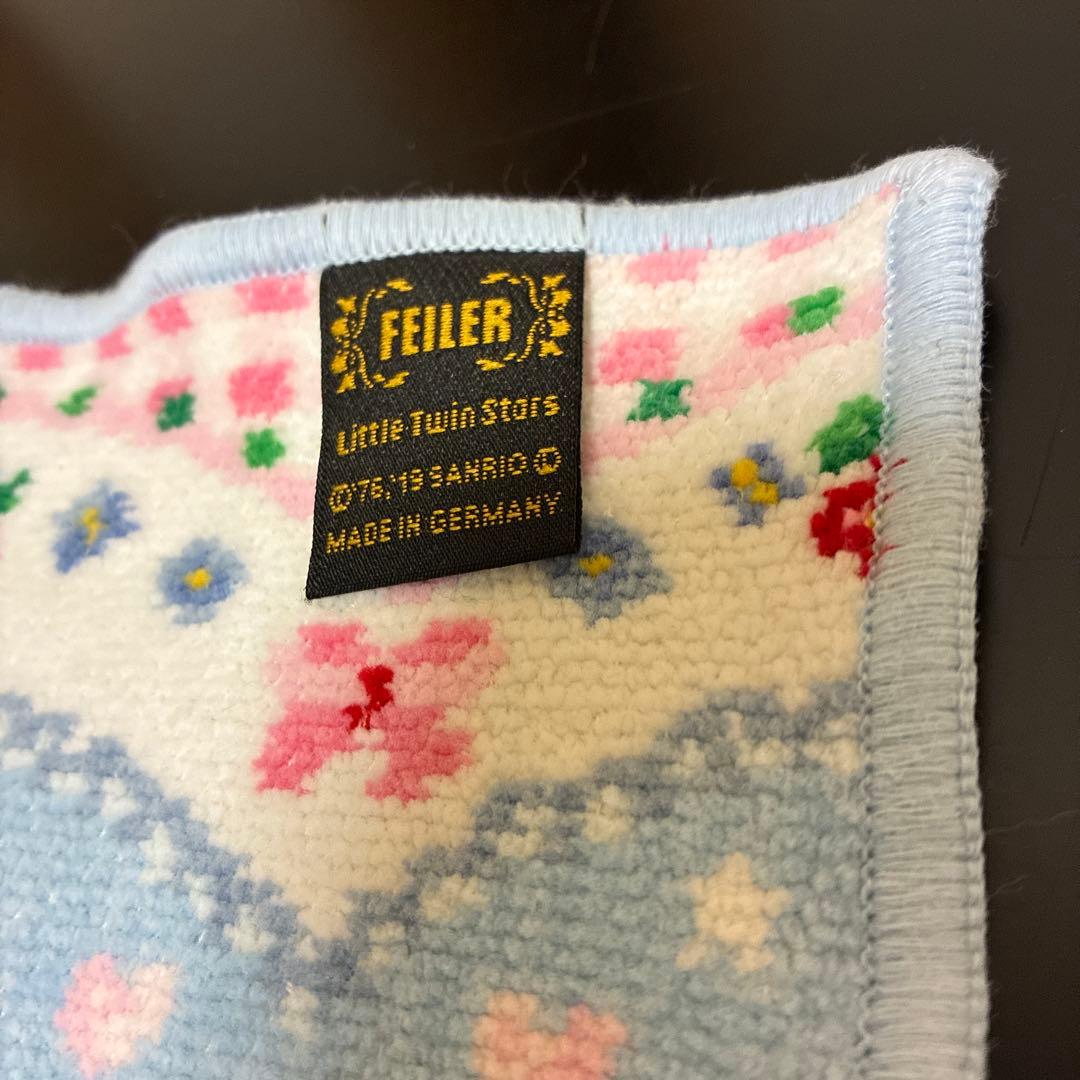 FEILER
Little Twin Stars
©'76,'19 SANRIO Ⓛ
MADE IN GERMANY